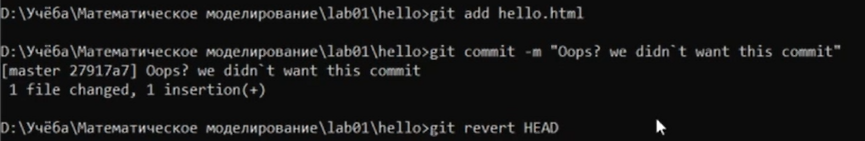 D:\Учёба\Математическое моделирование\lab01\hello>git add hello.html
D:\Учёба\Математическое моделирование\lab01\hello>git commit -m "Oops? we didn`t want this commit"
[master 27917a7] Oops? we didn`t want this commit
1 file changed, 1 insertion(+)
D:\Учёба\Математическое моделирование\lab01\hello>git revert HEAD